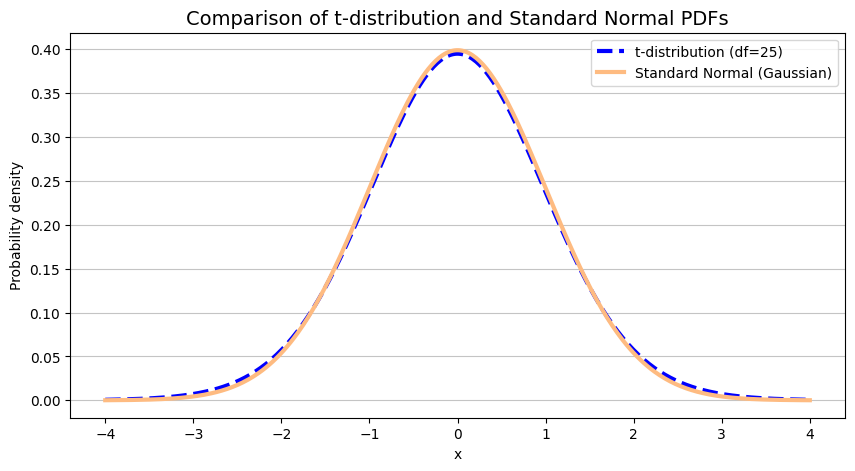 Comparison of t-distribution and Standard Normal PDFs
t-distribution (df=25)
Standard Normal (Gaussian)
Probability density
0.40
0.35
0.30
0.25
0.20
0.15
0.10
0.05
0.00
−4 −3 −2 −1 0 1 2 3 4
x